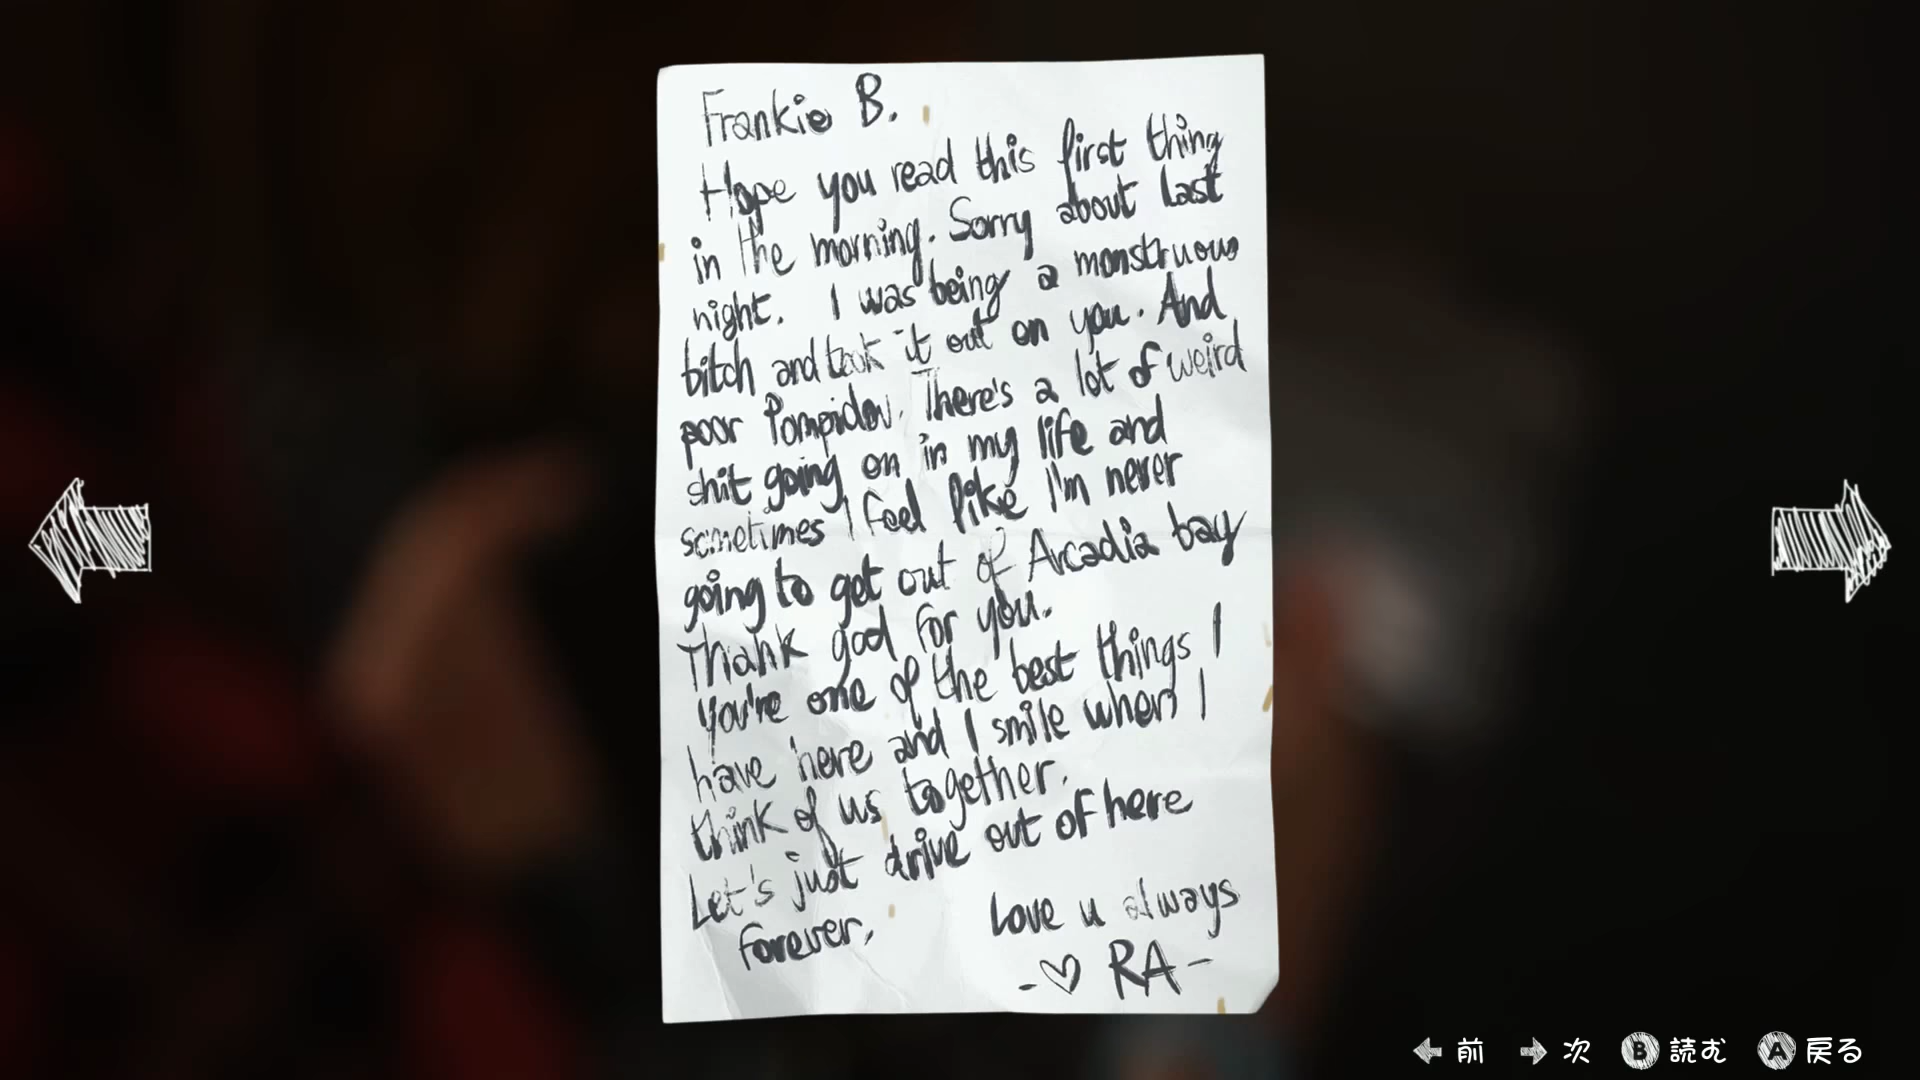 Frankie B.
Hope you read this first thing
in the morning. Sorry about last
night. I was being a monstruous
bitch and took it out on you. And
poor Pompidou. There's a lot of weird
shit going on in my life and
sometimes I feel like I'm never
going to get out of Arcadia bay
Thank god for you.
You're one of the best things I
have here and I smile when I
think of us together.
Let's just drive out of here
forever.
Love u always
-♡ RA-
前 次 B 読む A 戻る